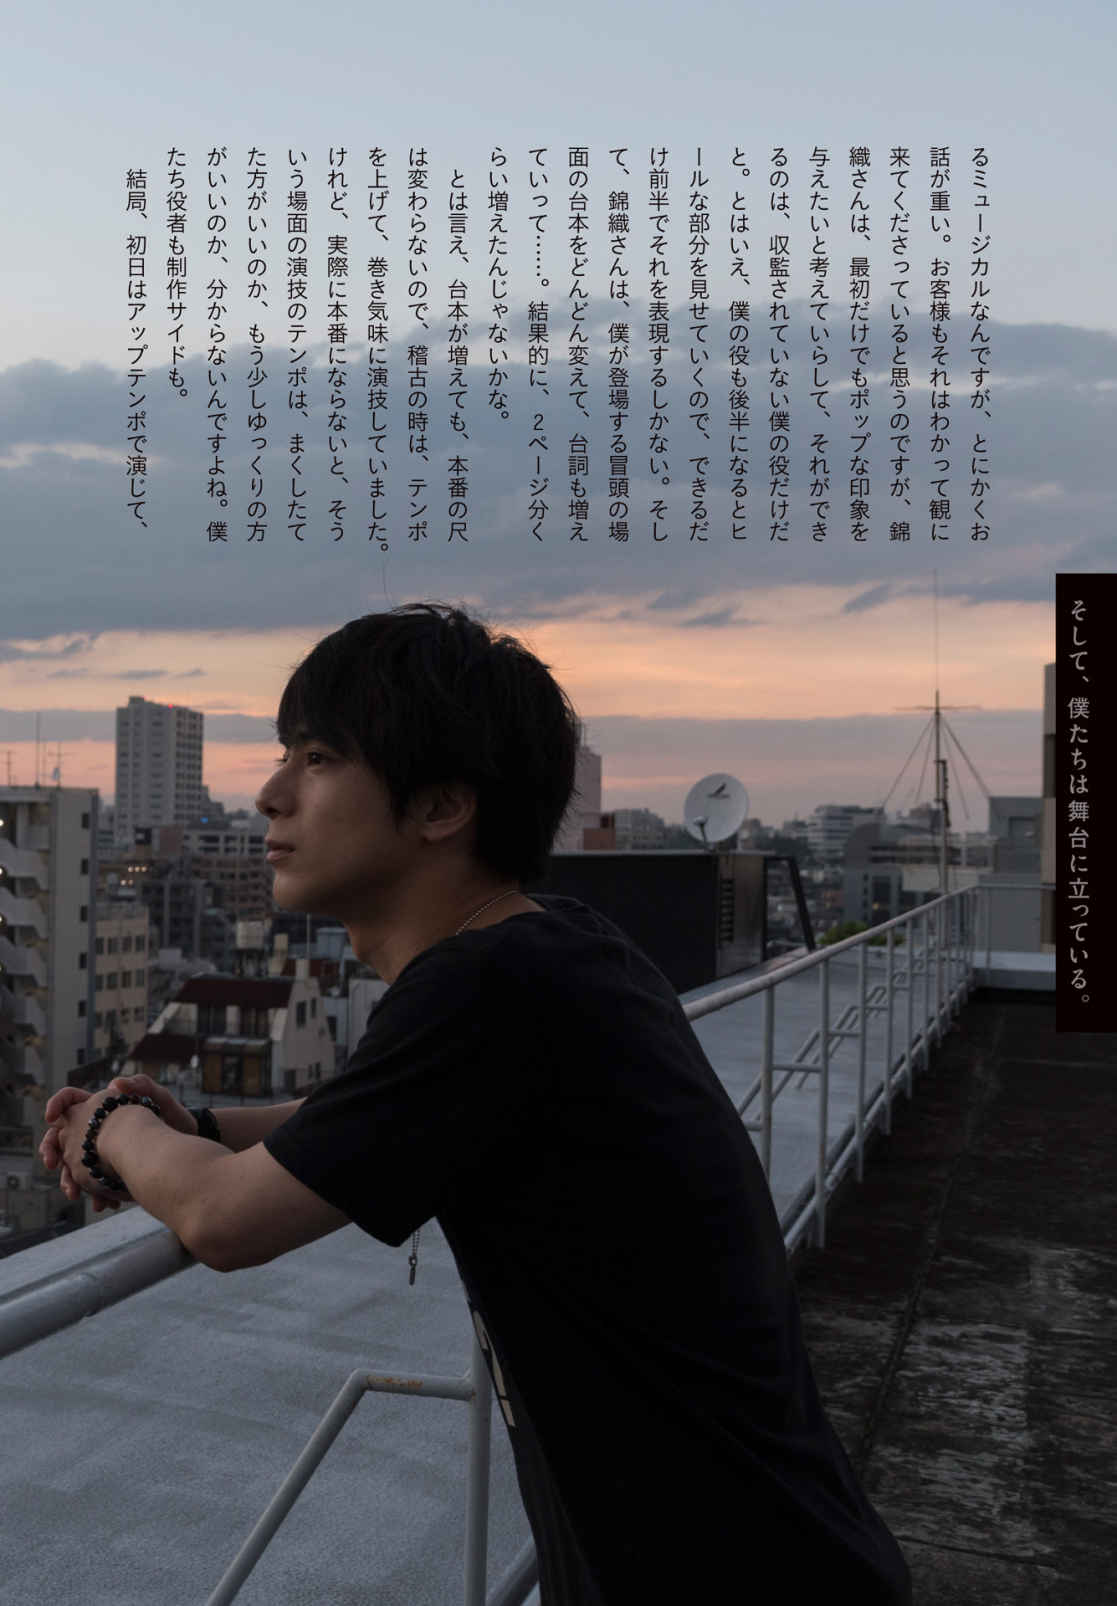 るミュージカルなんですが、とにかくお
話が重い。お客様もそれはわかって観に
来てくださっていると思うのですが、錦
織さんは、最初だけでもポップな印象を
与えたいと考えていらして、それができ
るのは、収監されていない僕の役だけだ
と。とはいえ、僕の役も後半になるとヒ
ールな部分を見せていくので、できるだ
け前半でそれを表現するしかない。そし
て、錦織さんは、僕が登場する冒頭の場
面の台本をどんどん変えて、台詞も増え
ていって……。結果的に、2ページ分く
らい増えたんじゃないかな。
とは言え、台本が増えても、本番の尺
は変わらないので、稽古の時は、テンポ
を上げて、巻き気味に演技していました。
けれど、実際に本番にならないと、そう
いう場面の演技のテンポは、まくしたて
た方がいいのか、もう少しゆっくりの方
がいいのか、分からないんですよね。僕
たち役者も制作サイドも。
結局、初日はアップテンポで演じて、
そして、僕たちは舞台に立っている。